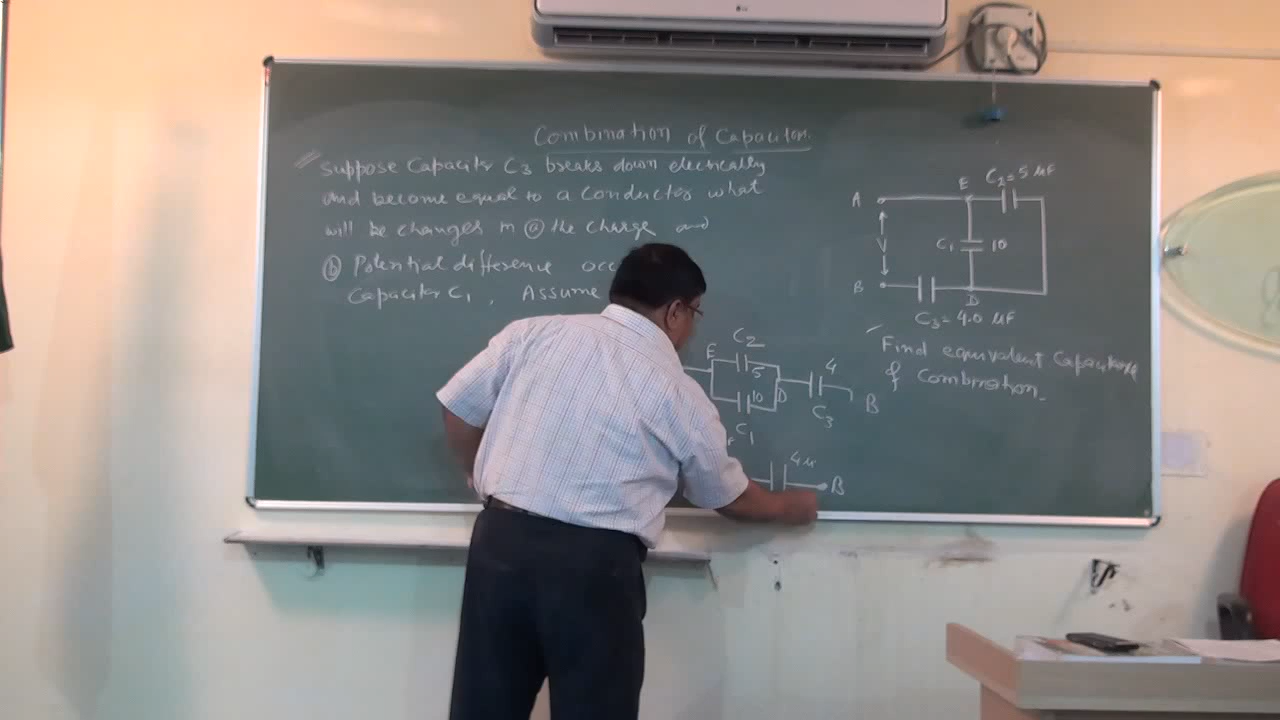 LG
Combination of Capacitors.
Suppose Capacitor C3 breaks down electrically
and become equal to a conductor what
will be changes in (a) the charge and
(b) Potential difference
Capacitor C1, Assume
A
E
C2 = 5 μF
V
C1
10
B
D
C3 = 4.0 μF
Find equivalent Capacitance
of Combination.
E
C2
5
4
10
D
C3
B
C1
4μ
B